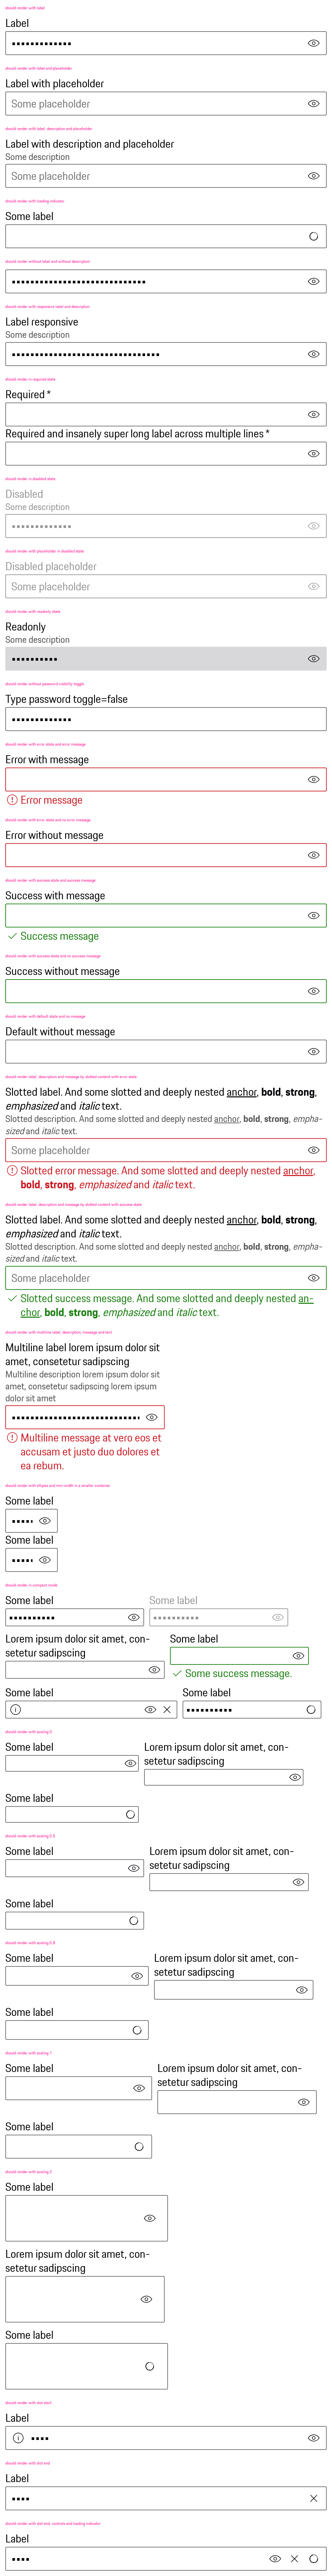 should render with label
Label
should render with label and placeholder
Label with placeholder
Some placeholder
should render with label, description and placeholder
Label with description and placeholder
Some description
Some placeholder
should render with loading indicator
Some label
should render without label and without description
should render with responsive label and description
Label responsive
Some description
should render in required state
Required *
Required and insanely super long label across multiple lines *
should render in disabled state
Disabled
Some description
should render with placeholder in disabled state
Disabled placeholder
Some placeholder
should render with readonly state
Readonly
Some description
should render without password visibility toggle
Type password toggle=false
should render with error state and error message
Error with message
Error message
should render with error state and no error message
Error without message
should render with success state and success message
Success with message
Success message
should render with success state and no success message
Success without message
should render with default state and no message
Default without message
should render label, description and message by slotted content with error state
Slotted label. And some slotted and deeply nested anchor, bold, strong,
emphasized and italic text.
Slotted description. And some slotted and deeply nested anchor, bold, strong, empha-
sized and italic text.
Some placeholder
Slotted error message. And some slotted and deeply nested anchor,
bold, strong, emphasized and italic text.
should render label, description and message by slotted content with success state
Slotted label. And some slotted and deeply nested anchor, bold, strong,
emphasized and italic text.
Slotted description. And some slotted and deeply nested anchor, bold, strong, empha-
sized and italic text.
Some placeholder
Slotted success message. And some slotted and deeply nested an-
chor, bold, strong, emphasized and italic text.
should render with multiline label, description, message and text
Multiline label lorem ipsum dolor sit
amet, consetetur sadipscing
Multiline description lorem ipsum dolor sit
amet, consetetur sadipscing lorem ipsum
dolor sit amet
Multiline message at vero eos et
accusam et justo duo dolores et
ea rebum.
should render with ellipsis and min-width in a smaller container
Some label
Some label
should render in compact mode
Some label
Some label
Lorem ipsum dolor sit amet, con-
setetur sadipscing
Some label
Some success message.
Some label
Some label
should render with scaling 0
Some label
Lorem ipsum dolor sit amet, con-
setetur sadipscing
Some label
should render with scaling 0.5
Some label
Lorem ipsum dolor sit amet, con-
setetur sadipscing
Some label
should render with scaling 0.8
Some label
Lorem ipsum dolor sit amet, con-
setetur sadipscing
Some label
should render with scaling 1
Some label
Lorem ipsum dolor sit amet, con-
setetur sadipscing
Some label
should render with scaling 2
Some label
Lorem ipsum dolor sit amet, con-
setetur sadipscing
Some label
should render with slot start
Label
should render with slot end
Label
should render with slot end, controls and loading indicator
Label